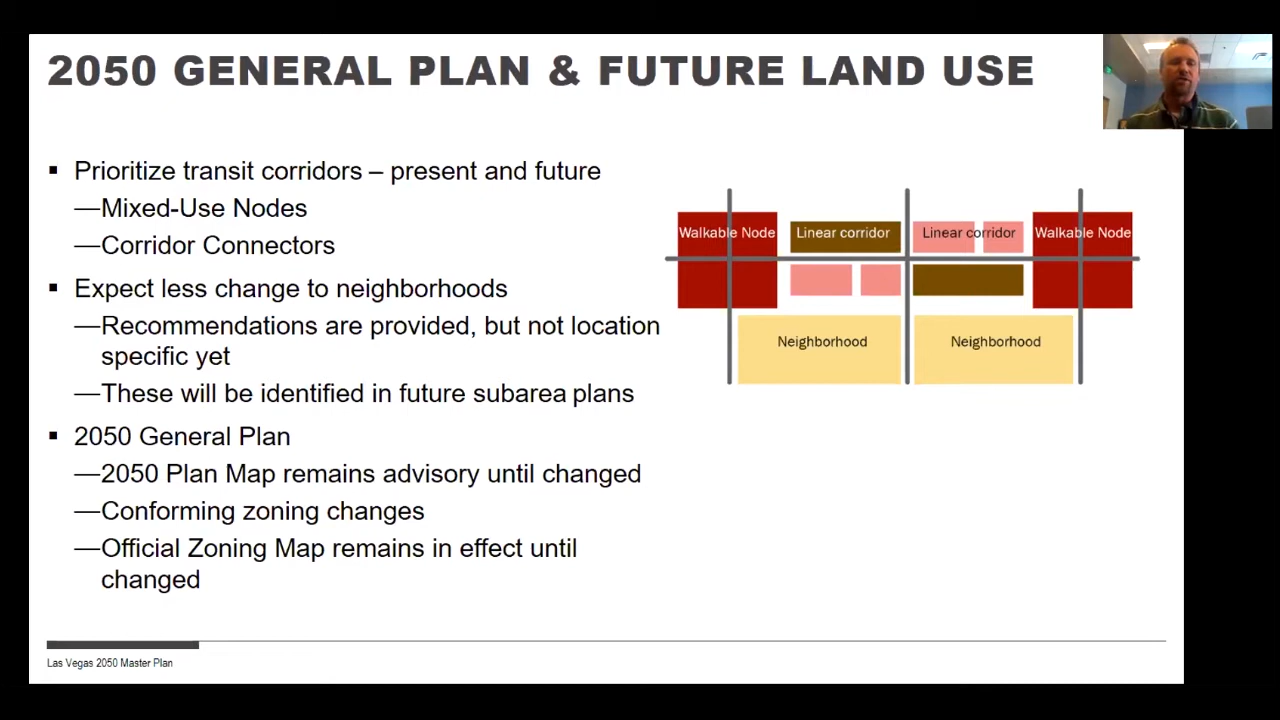 2050 GENERAL PLAN & FUTURE LAND USE
▪ Prioritize transit corridors – present and future
—Mixed-Use Nodes
—Corridor Connectors
▪ Expect less change to neighborhoods
—Recommendations are provided, but not location
specific yet
—These will be identified in future subarea plans
▪ 2050 General Plan
—2050 Plan Map remains advisory until changed
—Conforming zoning changes
—Official Zoning Map remains in effect until
changed
Walkable Node
Linear corridor
Linear corridor
Walkable Node
Neighborhood
Neighborhood
Las Vegas 2050 Master Plan